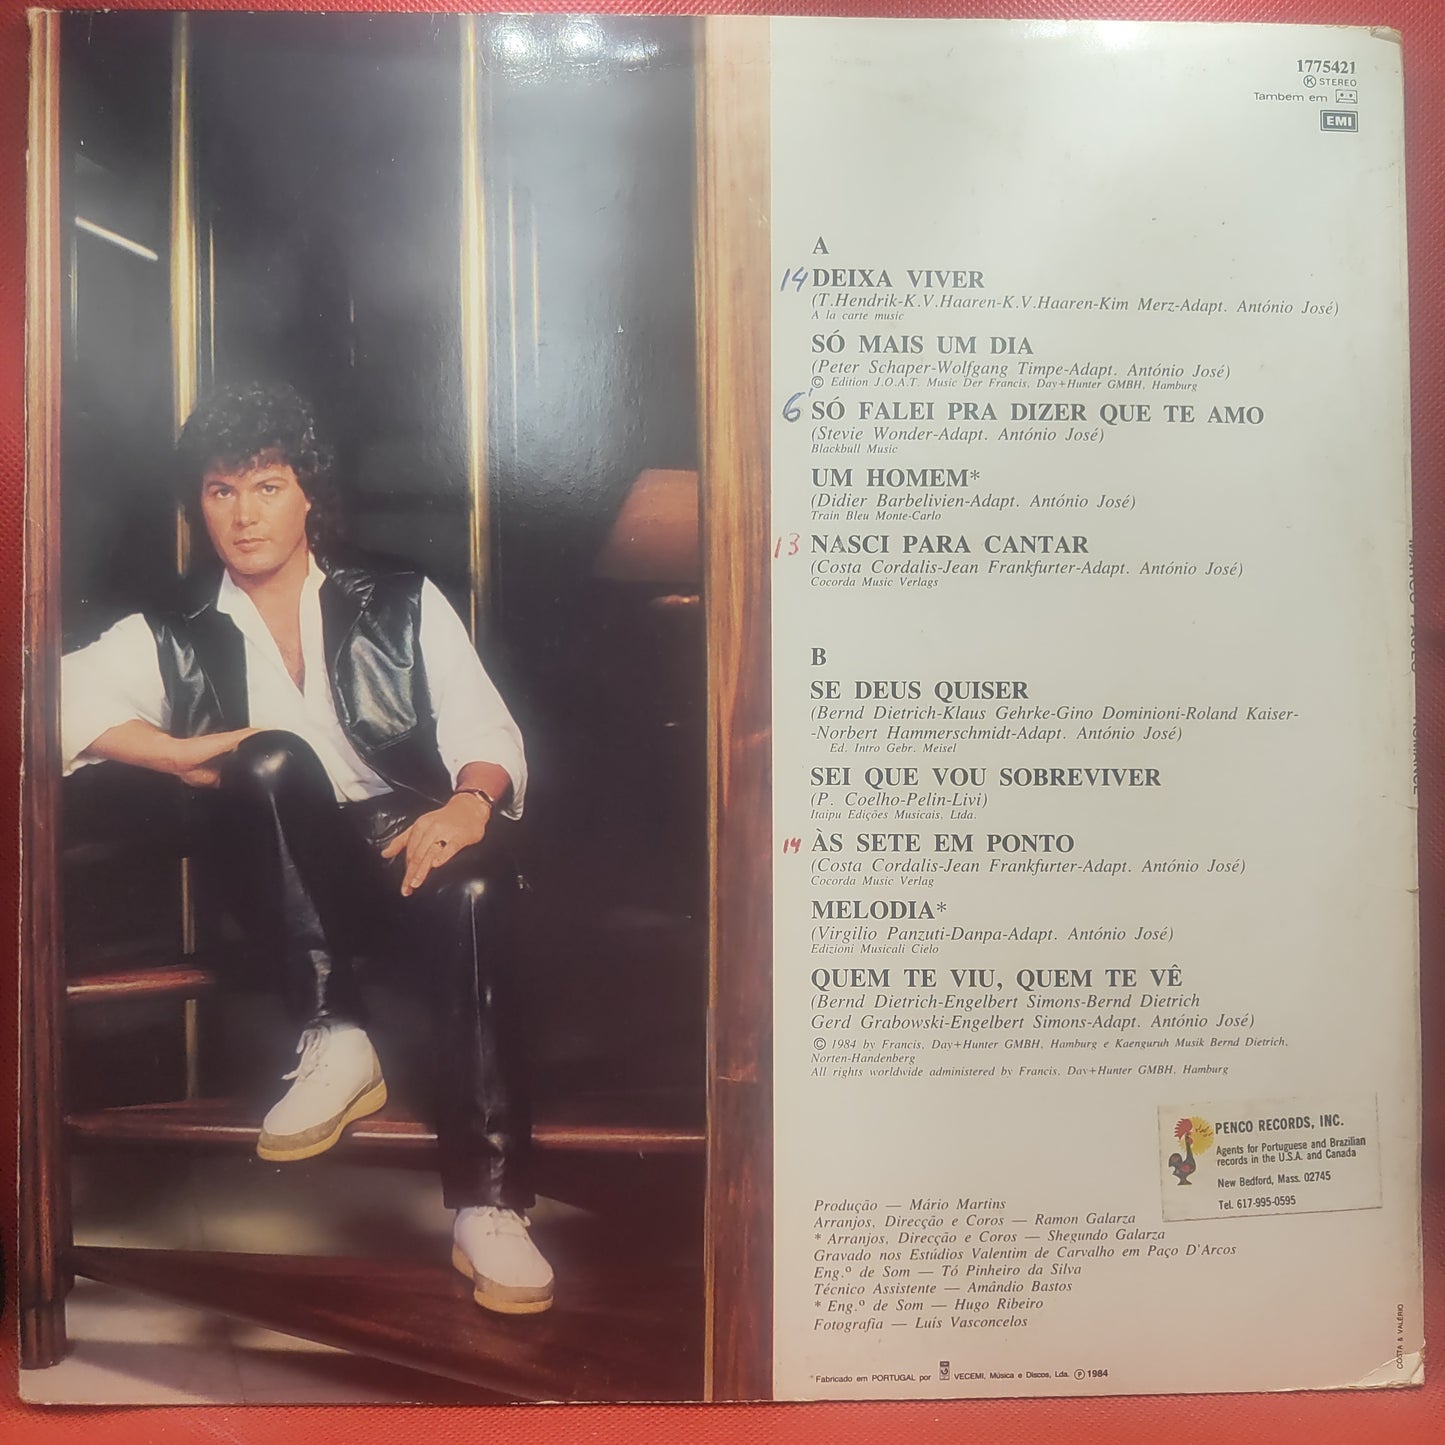 1775421
Ⓚ STEREO
Tambem em
EMI
A
14 DEIXA VIVER
(T.Hendrik-K.V.Haaren-K.V.Haaren-Kim Merz-Adapt. António José)
A la carte music
SÓ MAIS UM DIA
(Peter Schaper-Wolfgang Timpe-Adapt. António José)
© Edition J.O.A.T. Music Der Francis, Day+Hunter GMBH, Hamburg
6' SÓ FALEI PRA DIZER QUE TE AMO
(Stevie Wonder-Adapt. António José)
Blackbull Music
UM HOMEM*
(Didier Barbelivien-Adapt. António José)
Train Bleu Monte-Carlo
13 NASCI PARA CANTAR
(Costa Cordalis-Jean Frankfurter-Adapt. António José)
Cocorda Music Verlags
B
SE DEUS QUISER
(Bernd Dietrich-Klaus Gehrke-Gino Dominioni-Roland Kaiser-
-Norbert Hammerschmidt-Adapt. António José)
Ed. Intro Gebr. Meisel
SEI QUE VOU SOBREVIVER
(P. Coelho-Pelin-Livi)
Itaipu Edições Musicais, Ltda.
14 ÀS SETE EM PONTO
(Costa Cordalis-Jean Frankfurter-Adapt. António José)
Cocorda Music Verlag
MELODIA*
(Virgilio Panzuti-Danpa-Adapt. António José)
Edizioni Musicali Cielo
QUEM TE VIU, QUEM TE VÊ
(Bernd Dietrich-Engelbert Simons-Bernd Dietrich
Gerd Grabowski-Engelbert Simons-Adapt. António José)
© 1984 by Francis, Day+Hunter GMBH, Hamburg e Kaenguruh Musik Bernd Dietrich,
Norten-Handenberg
All rights worldwide administered by Francis, Day+Hunter GMBH, Hamburg
PENCO RECORDS, INC.
Agents for Portuguese and Brazilian
records in the U.S.A. and Canada
New Bedford, Mass. 02745
Tel. 617-995-0595
Produção — Mário Martins
Arranjos, Direcção e Coros — Ramon Galarza
* Arranjos, Direcção e Coros — Shegundo Galarza
Gravado nos Estúdios Valentim de Carvalho em Paço D'Arcos
Eng.º de Som — Tó Pinheiro da Silva
Técnico Assistente — Amândio Bastos
* Eng.º de Som — Hugo Ribeiro
Fotografia — Luís Vasconcelos
Fabricado em PORTUGAL por VECEMI, Música e Discos, Lda. Ⓟ 1984
COSTA & VALÉRIO